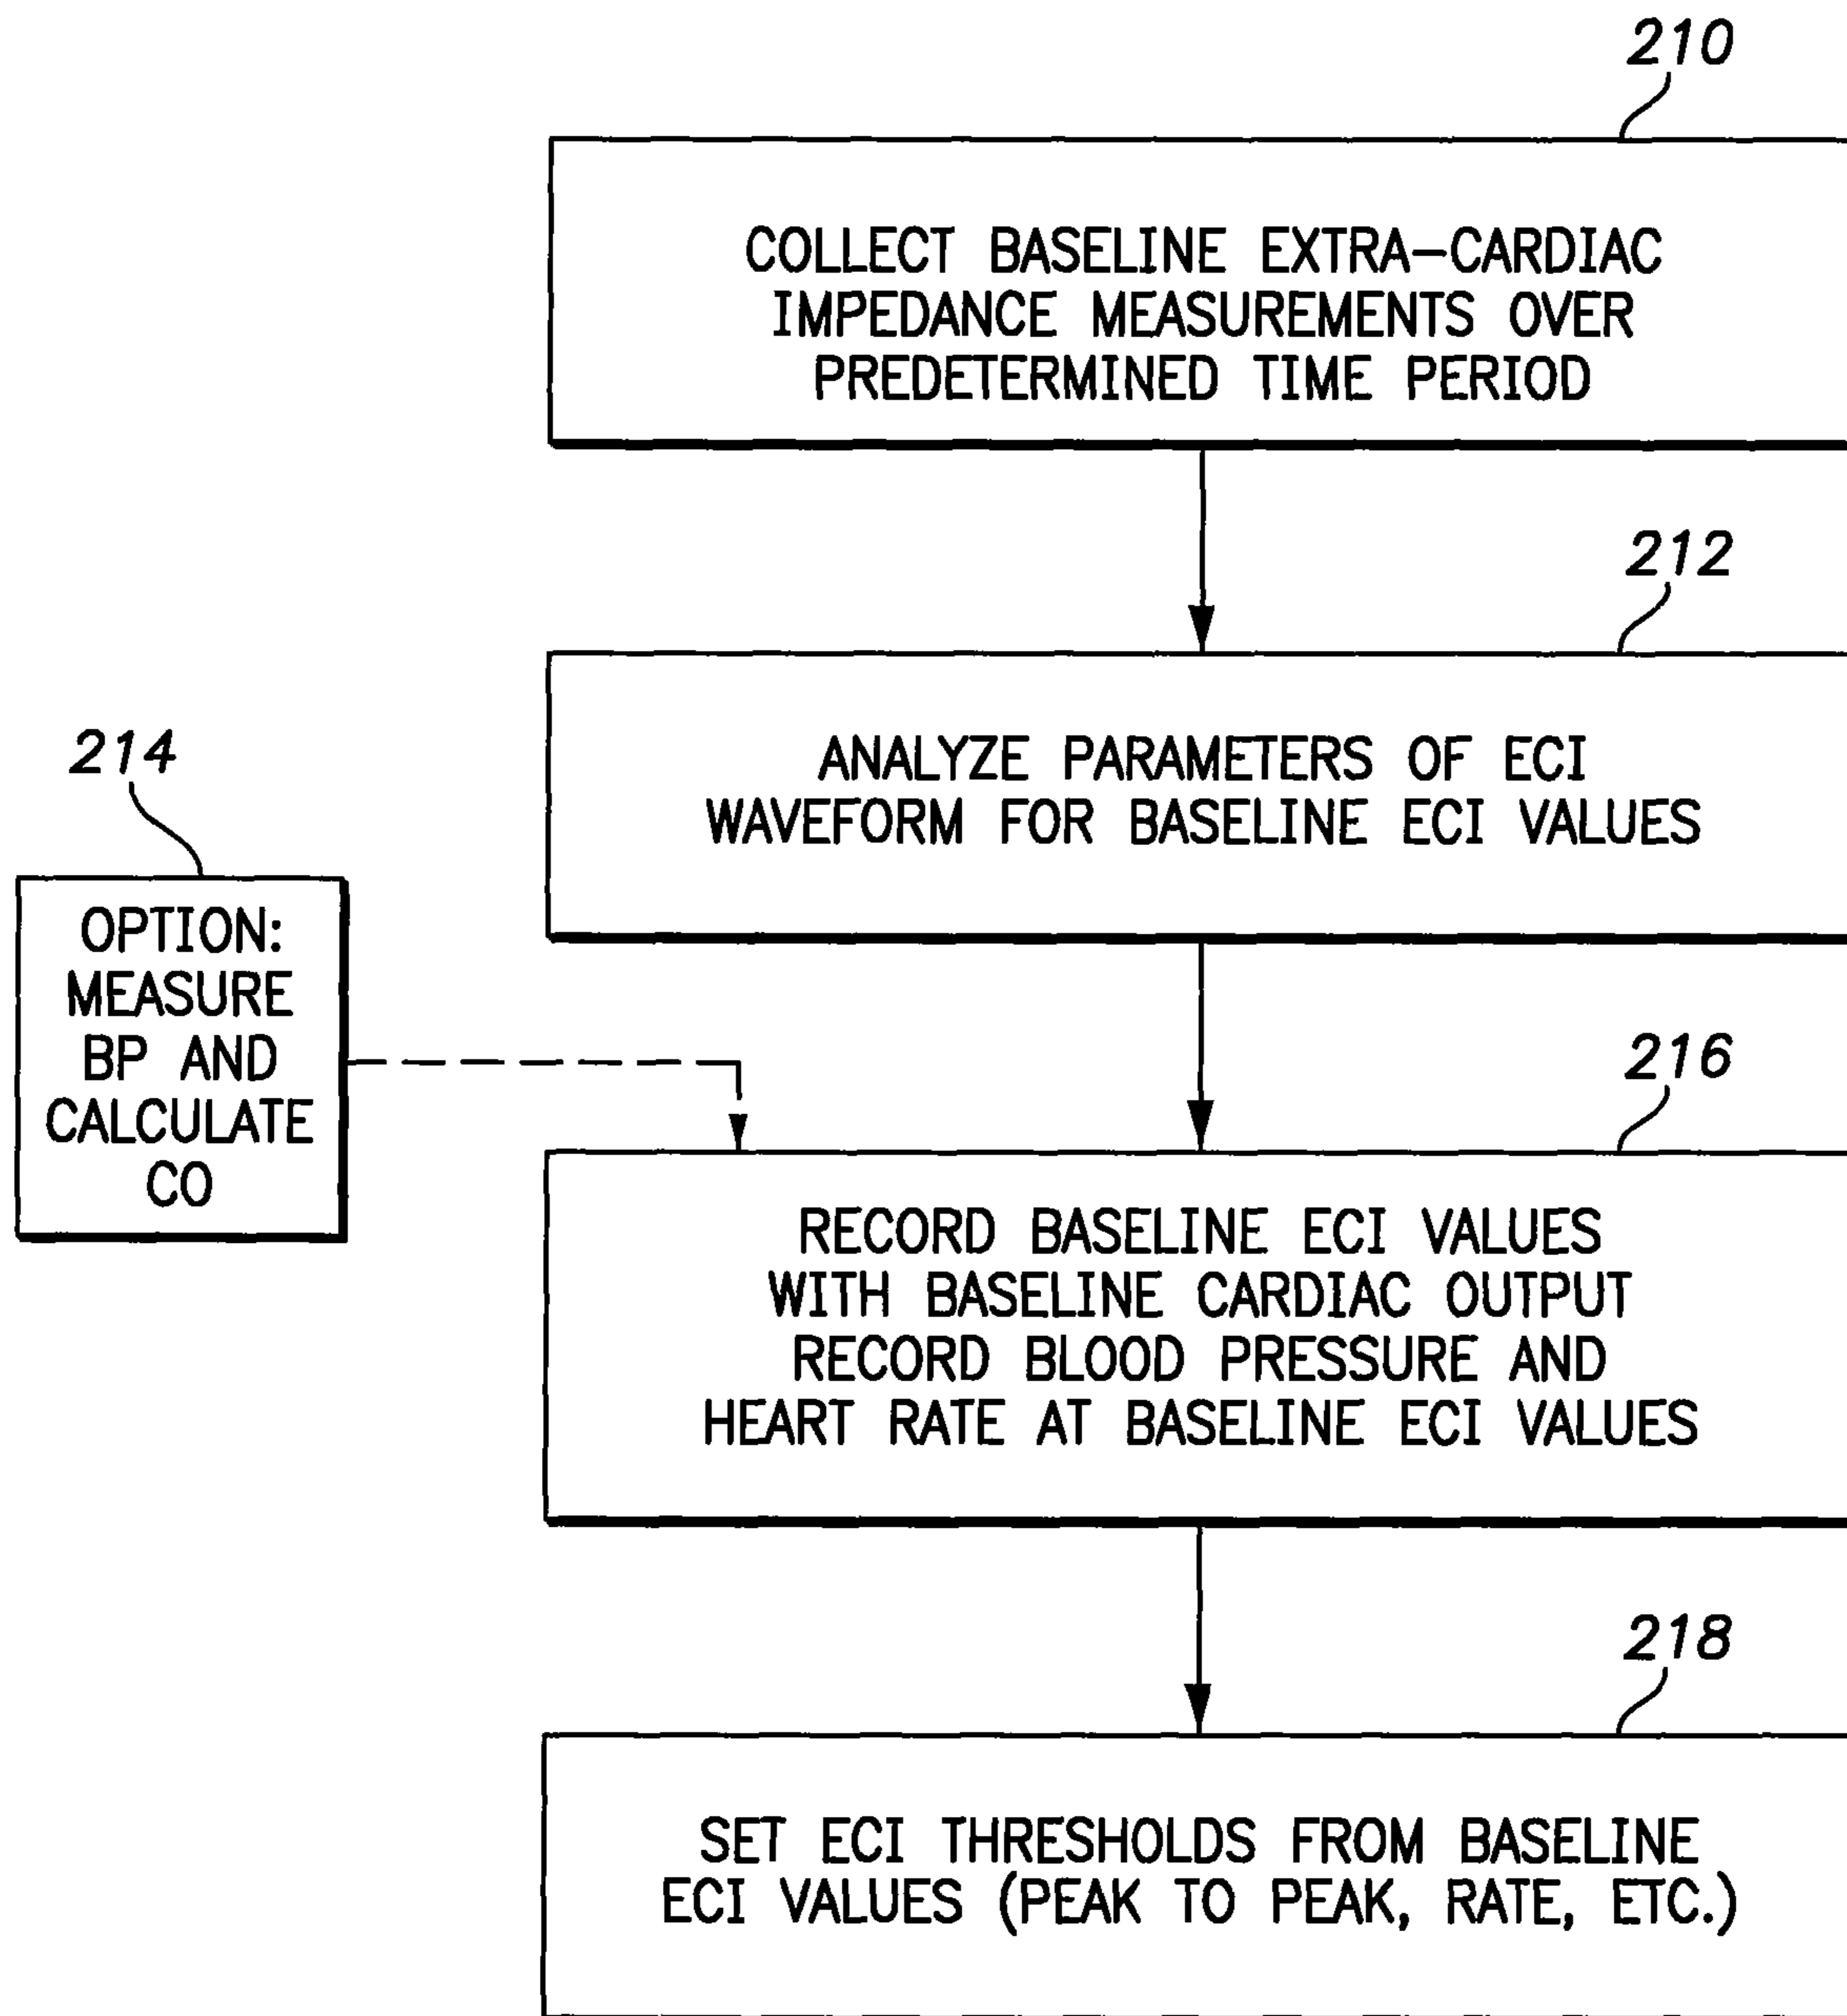 210
COLLECT BASELINE EXTRA-CARDIAC
IMPEDANCE MEASUREMENTS OVER
PREDETERMINED TIME PERIOD
212
ANALYZE PARAMETERS OF ECI
WAVEFORM FOR BASELINE ECI VALUES
214
OPTION:
MEASURE
BP AND
CALCULATE
CO
216
RECORD BASELINE ECI VALUES
WITH BASELINE CARDIAC OUTPUT
RECORD BLOOD PRESSURE AND
HEART RATE AT BASELINE ECI VALUES
218
SET ECI THRESHOLDS FROM BASELINE
ECI VALUES (PEAK TO PEAK, RATE, ETC.)